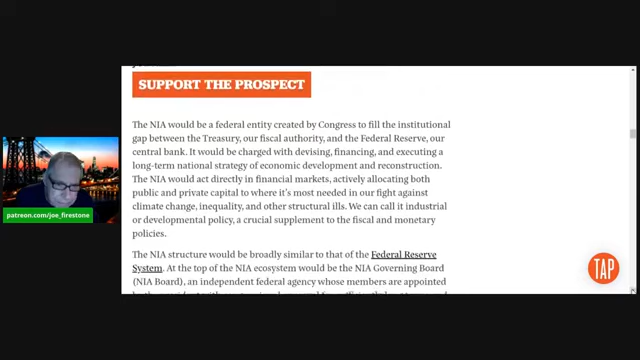 SUPPORT THE PROSPECT
The NIA would be a federal entity created by Congress to fill the institutional
gap between the Treasury, our fiscal authority, and the Federal Reserve, our
central bank. It would be charged with devising, financing, and executing a
long-term national strategy of economic development and reconstruction.
The NIA would act directly in financial markets, actively allocating both
public and private capital to where it's most needed in our fight against
climate change, inequality, and other structural ills. We can call it industrial
or developmental policy, a crucial supplement to the fiscal and monetary
policies.
The NIA structure would be broadly similar to that of the Federal Reserve
System. At the top of the NIA ecosystem would be the NIA Governing Board
(NIA Board), an independent federal agency whose members are appointed
patreon.com/joe_firestone
TAP